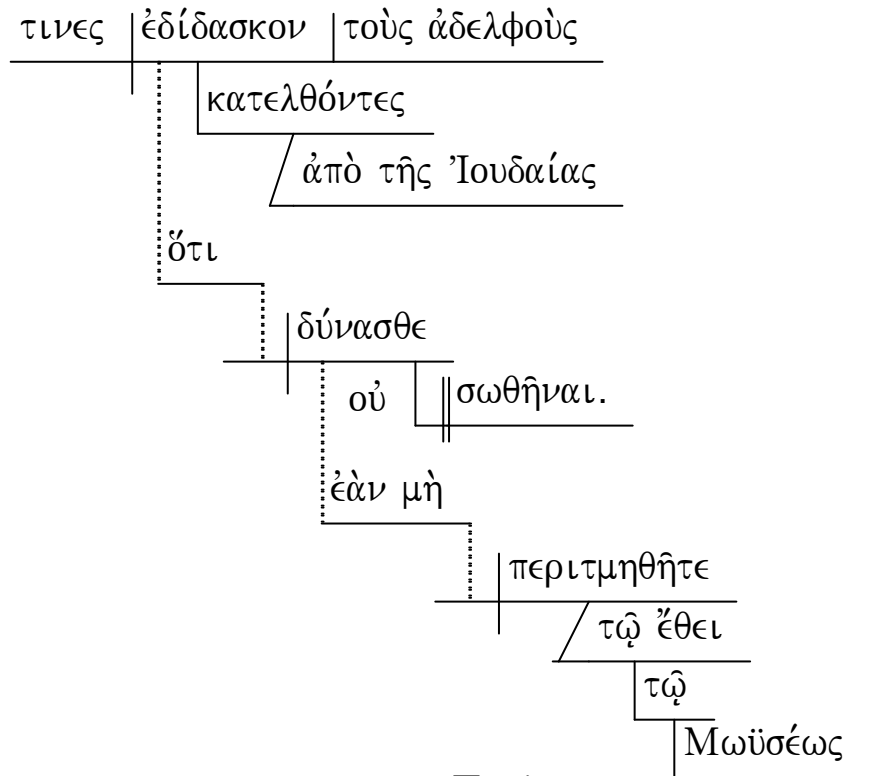 τινες ἐδίδασκον τοὺς ἀδελφοὺς
κατελθόντες
ἀπὸ τῆς Ἰουδαίας
ὅτι
δύνασθε
οὐ σωθῆναι.
ἐὰν μὴ
περιτμηθῆτε
τῷ ἔθει
τῷ
Μωϋσέως